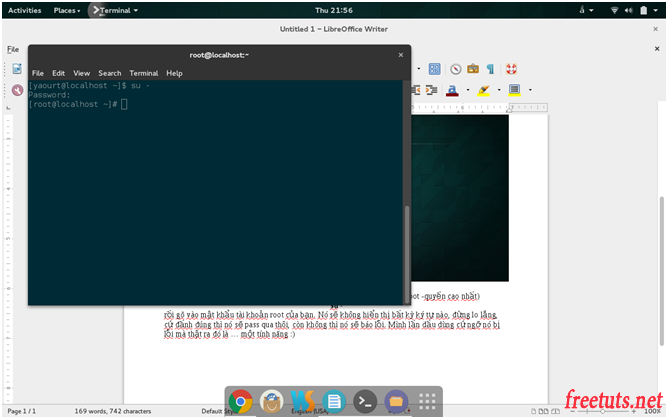 Activities Places Terminal Thu 21:56 å
Untitled 1 - LibreOffice Writer
File
root@localhost:~
File Edit View Search Terminal Help
[yaourt@localhost ~]$ su -
Password:
[root@localhost ~]#
-quyền cao nhất)
rồi gõ vào mật khẩu tài khoản root của bạn. Nó sẽ không hiển thị bất kỳ ký tự nào, đừng lo lắng,
cứ đánh đúng thì nó sẽ pass qua thôi, còn không thì nó sẽ báo lỗi. Mình lần đầu dùng cứ ngỡ nó bị
lỗi mà thật ra đó là ... một tính năng :)
Page 1 / 1 169 words, 742 characters Default Style English (USA) 100%
freetuts.net